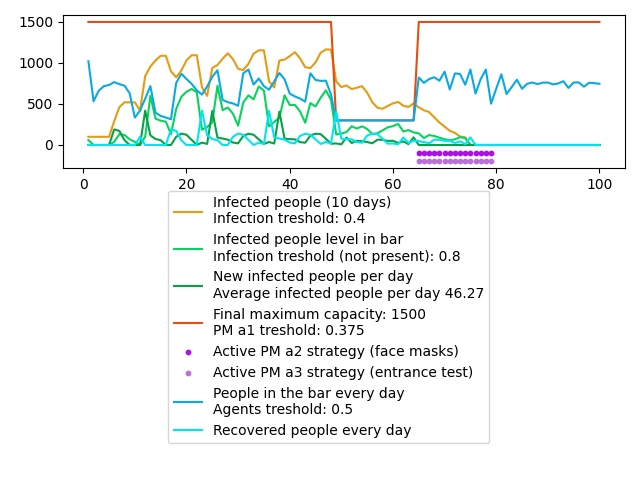 1500
1000
500
0
0 20 40 60 80 100
Infected people (10 days)
Infection treshold: 0.4
Infected people level in bar
Infection treshold (not present): 0.8
New infected people per day
Average infected people per day 46.27
Final maximum capacity: 1500
PM a1 treshold: 0.375
Active PM a2 strategy (face masks)
Active PM a3 strategy (entrance test)
People in the bar every day
Agents treshold: 0.5
Recovered people every day